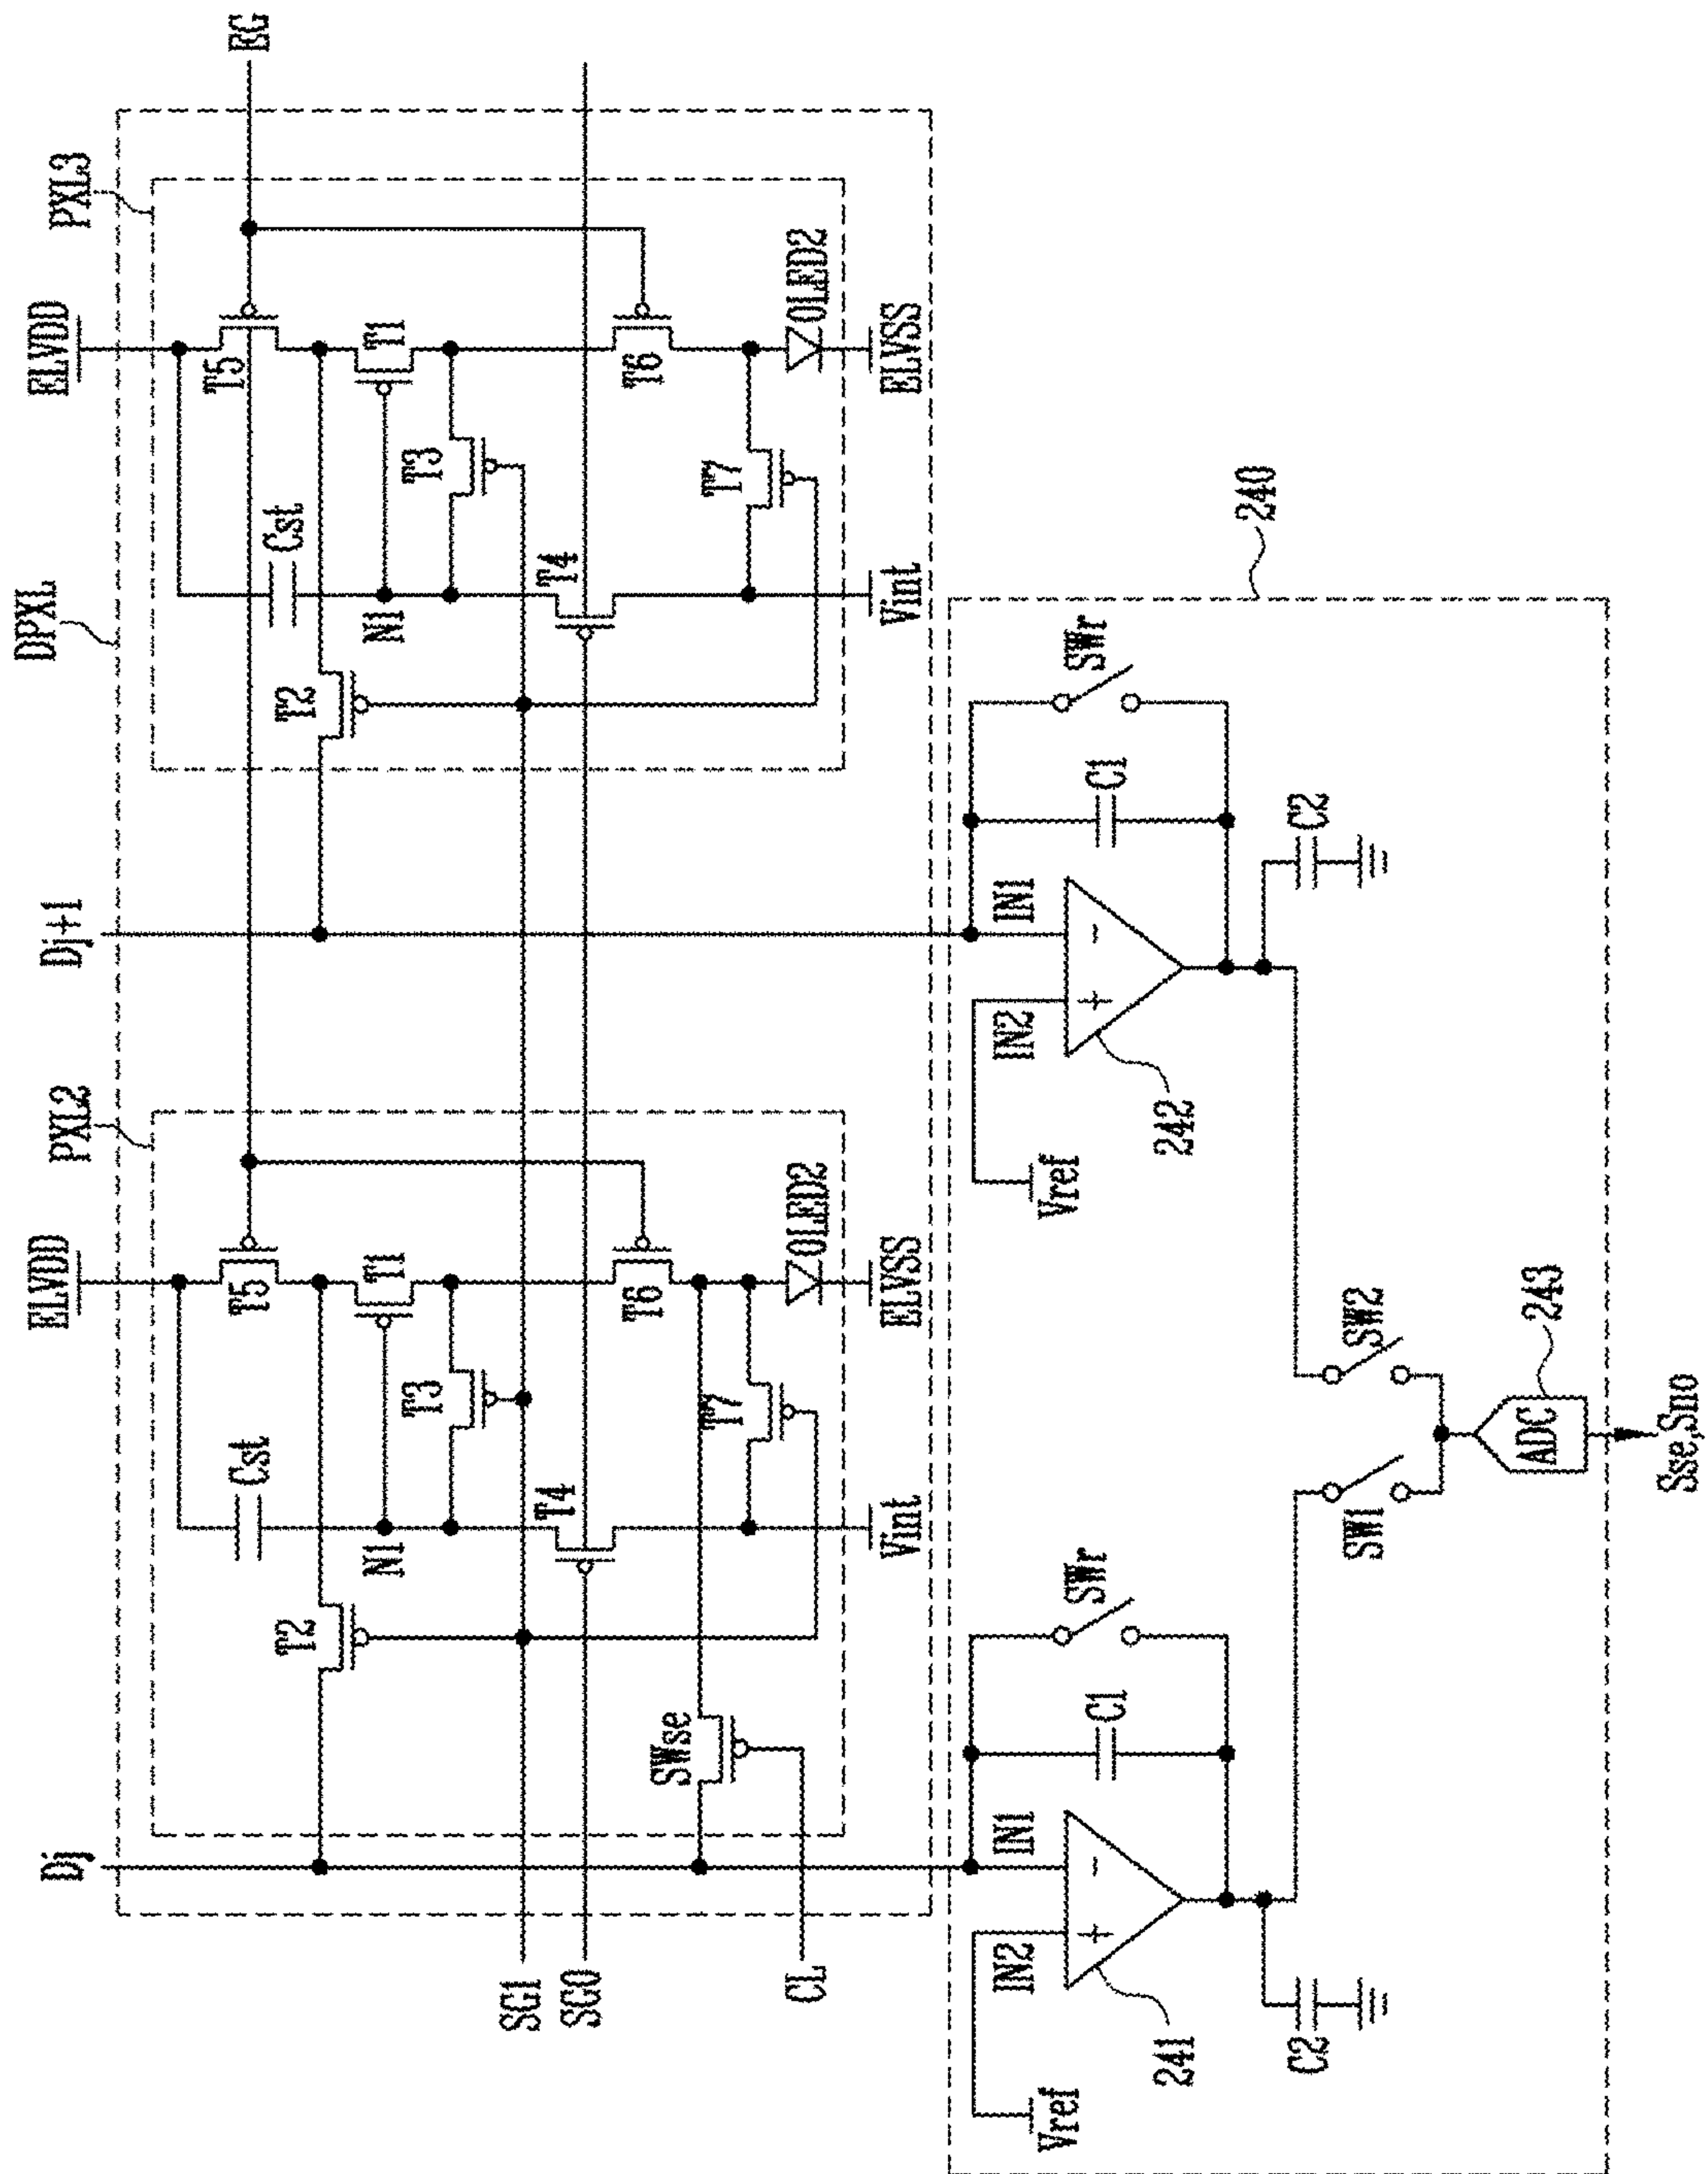 DPXL
PXL2
PXL3
Dj
ELVDD
Dj+1
ELVDD
EG
T5
T5
Cst
Cst
T2
T1
T2
T1
N1
N1
T3
T3
SG1
SG0
T4
T4
T6
T6
SWse
T7
T7
OLED2
OLED2
CL
Vint
ELVSS
Vint
ELVSS
240
Vref
IN2
IN1
Vref
IN2
IN1
+
-
+
-
C1
SWr
C1
SWr
241
242
C2
C2
SW1
SW2
ADC
243
Sse,Sno